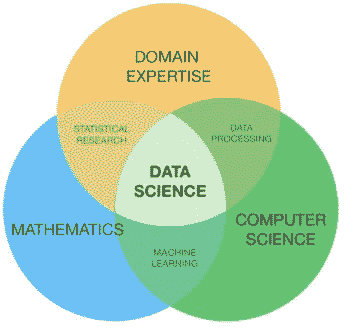 DOMAIN
EXPERTISE
STATISTICAL
RESEARCH
DATA
PROCESSING
DATA
SCIENCE
MATHEMATICS
COMPUTER
SCIENCE
MACHINE
LEARNING